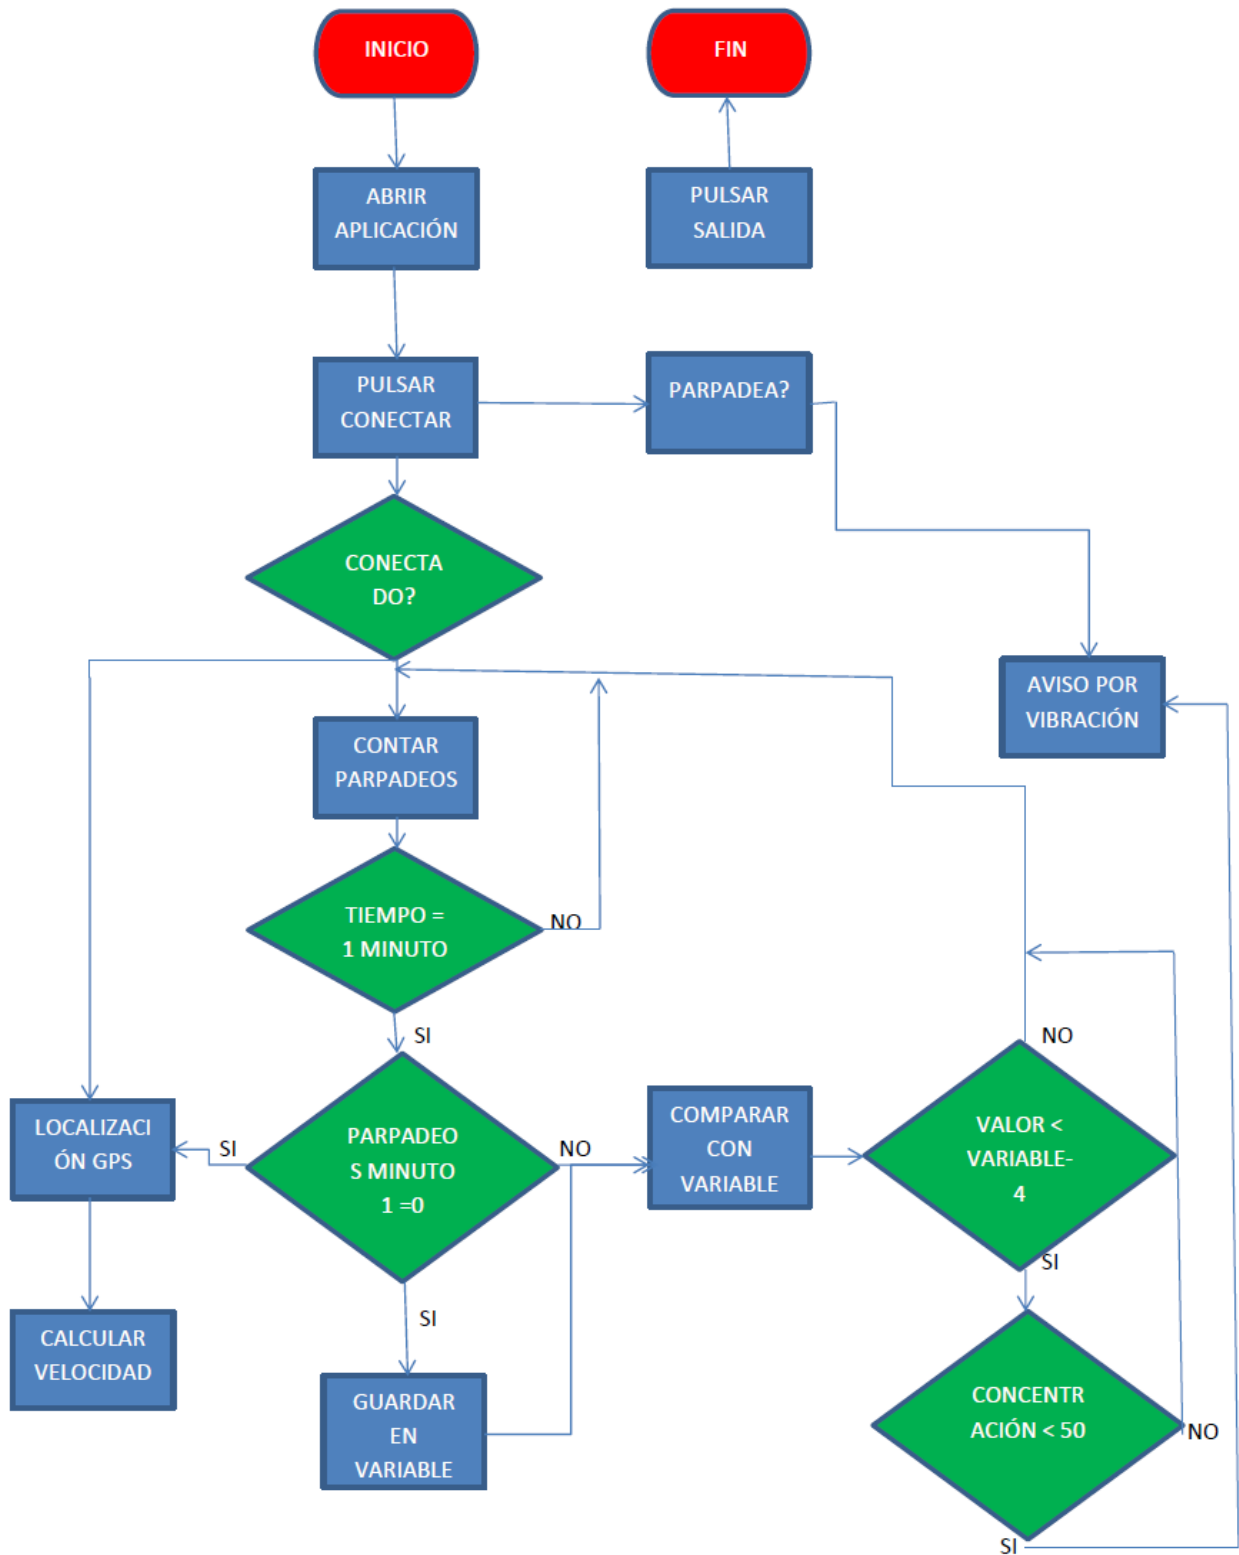 INICIO
FIN
ABRIR
APLICACIÓN
PULSAR
SALIDA
PULSAR
CONECTAR
PARPADEA?
CONECTA
DO?
AVISO POR
VIBRACIÓN
CONTAR
PARPADEOS
TIEMPO =
1 MINUTO
NO
SI
NO
LOCALIZACI
ÓN GPS
SI
PARPADEO
S MINUTO
1 =0
NO
COMPARAR
CON
VARIABLE
VALOR <
VARIABLE-
4
SI
SI
CALCULAR
VELOCIDAD
GUARDAR
EN
VARIABLE
CONCENTR
ACIÓN < 50
NO
SI